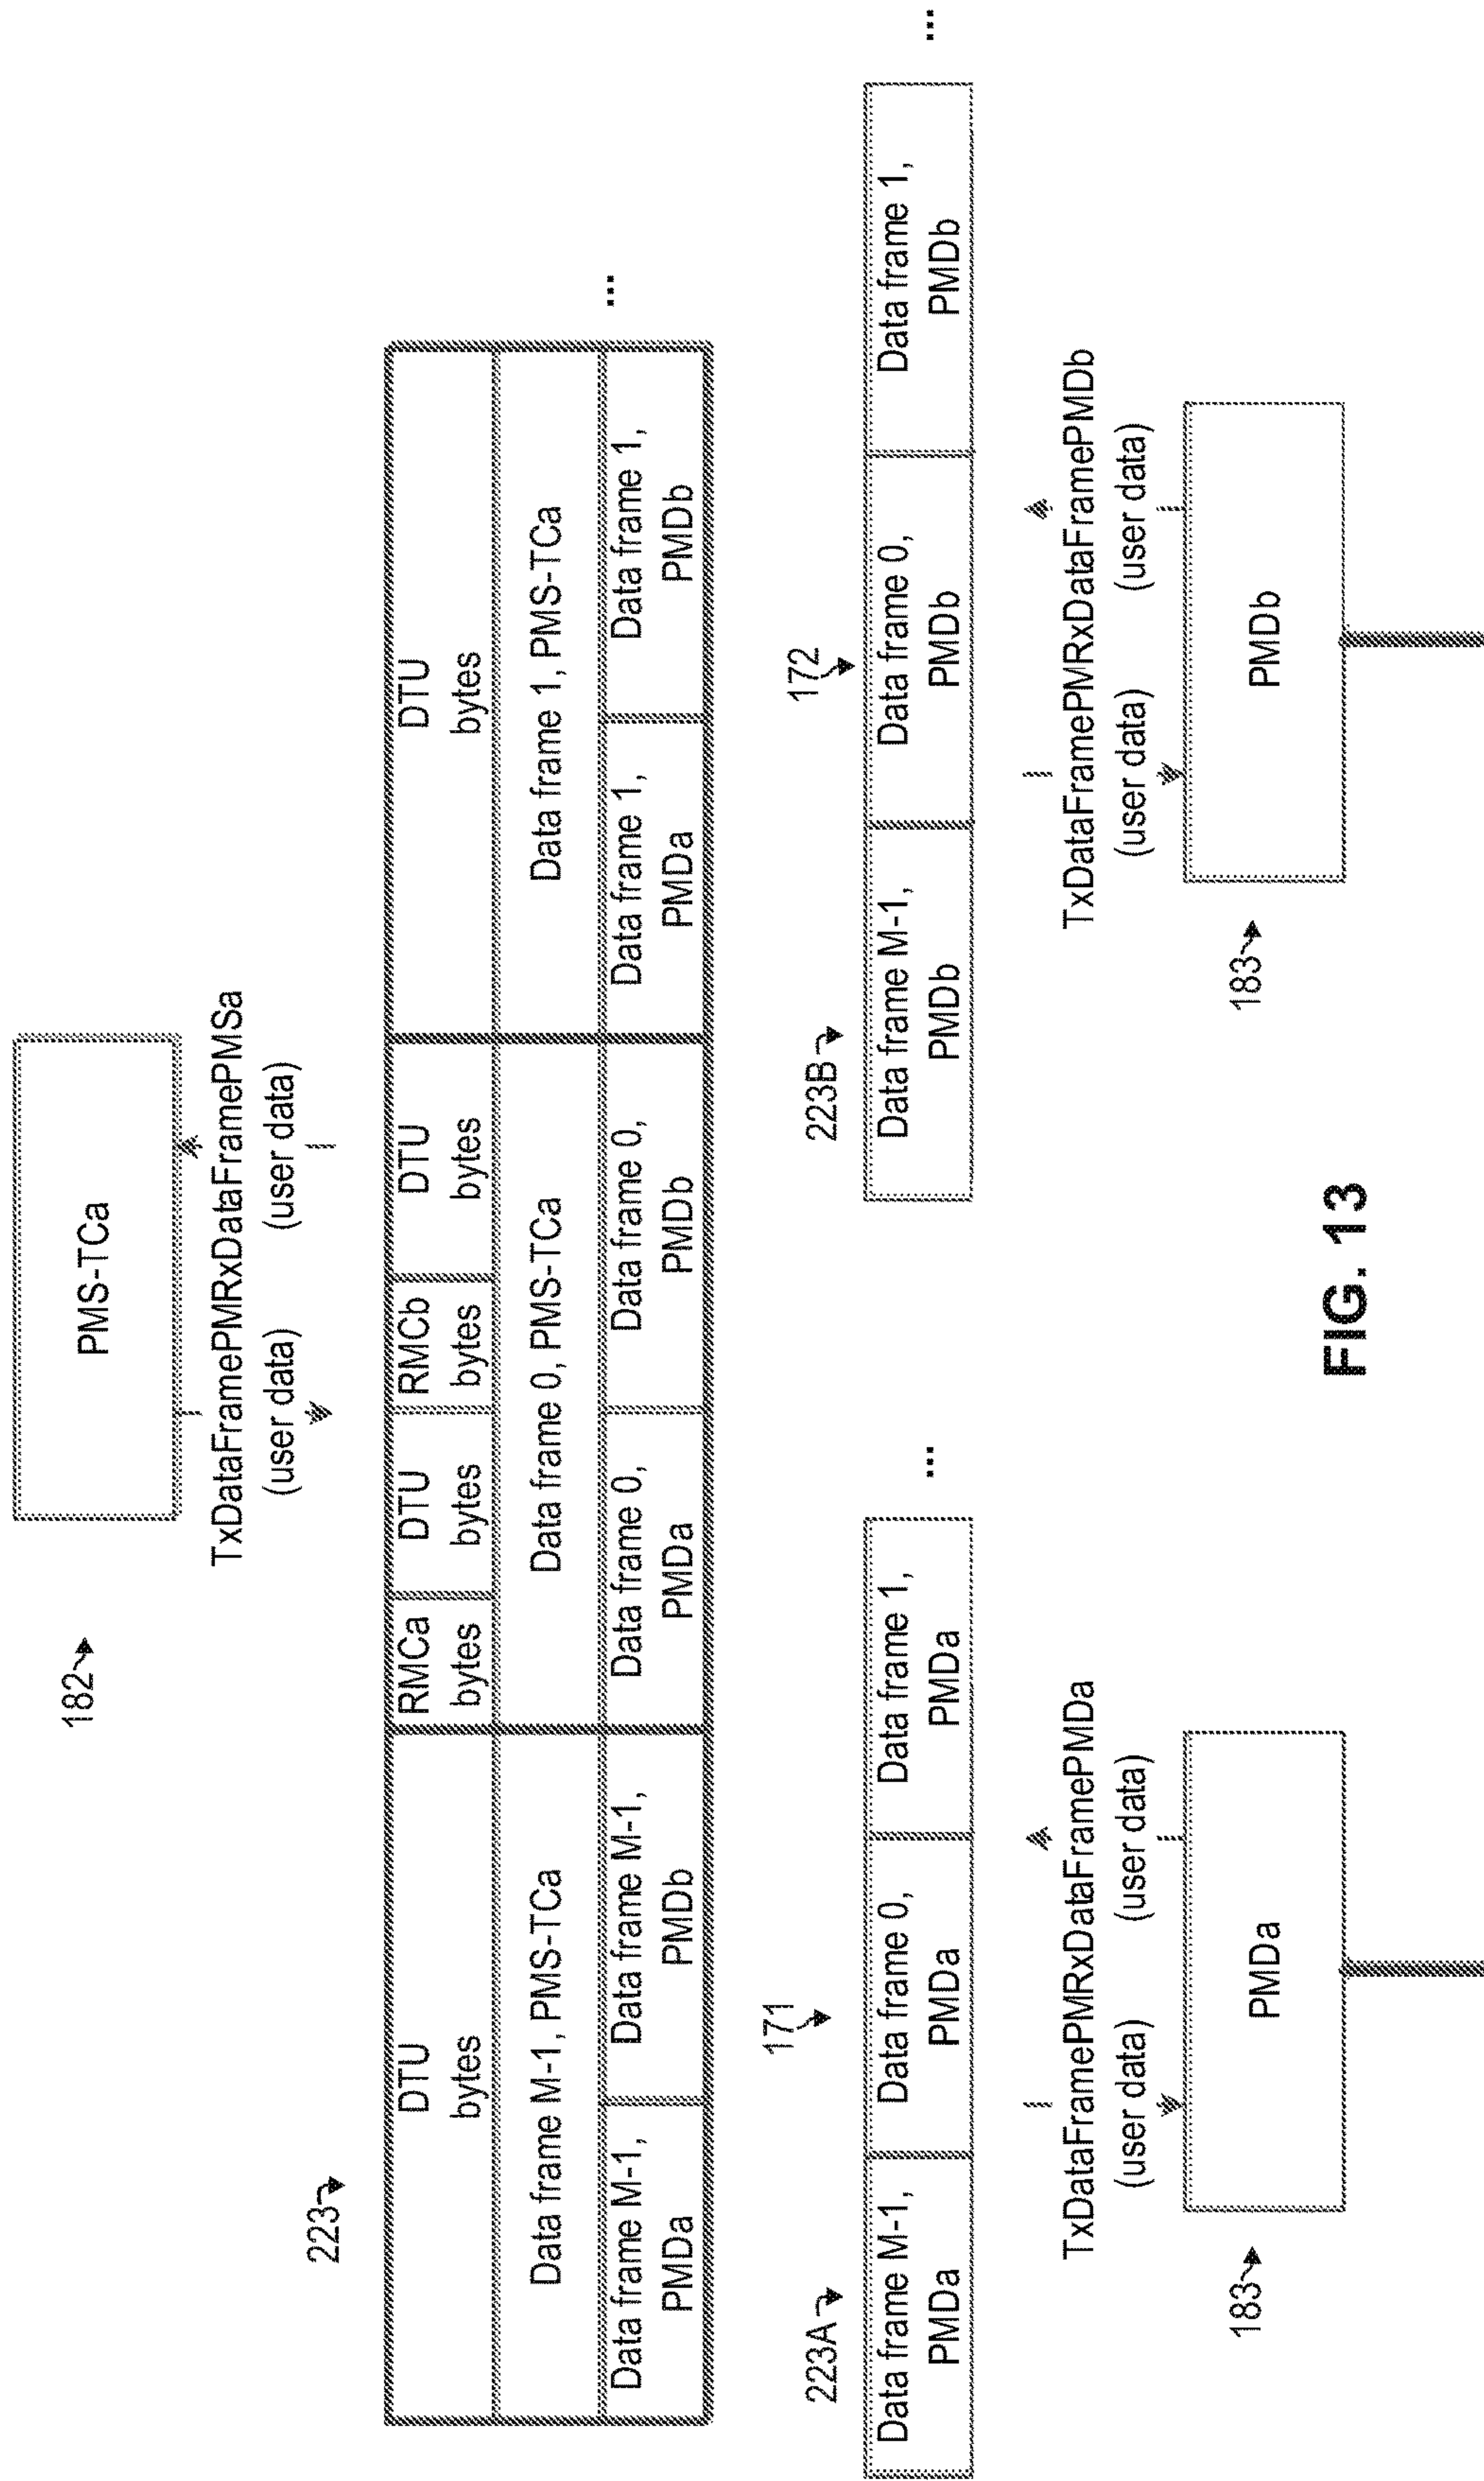 182
PMS-TCa
TxDataFramePMRxDataFramePMSa
(user data) (user data)
223
DTU bytes
RMCa bytes
DTU bytes
RMCb bytes
DTU bytes
DTU bytes
Data frame M-1, PMS-TCa
Data frame 0, PMS-TCa
Data frame 1, PMS-TCa
...
Data frame M-1,
PMDa
Data frame M-1,
PMDb
Data frame 0,
PMDa
Data frame 0,
PMDb
Data frame 1,
PMDa
Data frame 1,
PMDb
223A
171
Data frame M-1,
PMDa
Data frame 0,
PMDa
Data frame 1,
PMDa
...
223B
172
Data frame M-1,
PMDb
Data frame 0,
PMDb
Data frame 1,
PMDb
...
TxDataFramePMRxDataFramePMDa
(user data) (user data)
183
PMDa
TxDataFramePMRxDataFramePMDb
(user data) (user data)
183
PMDb
FIG. 13